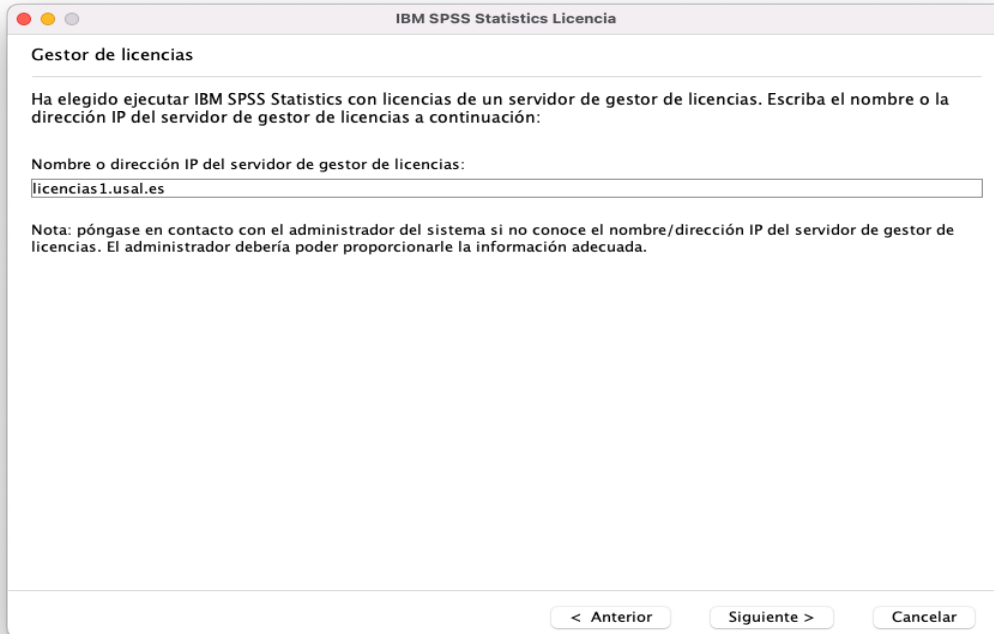 IBM SPSS Statistics Licencia
Gestor de licencias
Ha elegido ejecutar IBM SPSS Statistics con licencias de un servidor de gestor de licencias. Escriba el nombre o la
dirección IP del servidor de gestor de licencias a continuación:
Nombre o dirección IP del servidor de gestor de licencias:
licencias1.usal.es
Nota: póngase en contacto con el administrador del sistema si no conoce el nombre/dirección IP del servidor de gestor de
licencias. El administrador debería poder proporcionarle la información adecuada.
< Anterior Siguiente > Cancelar